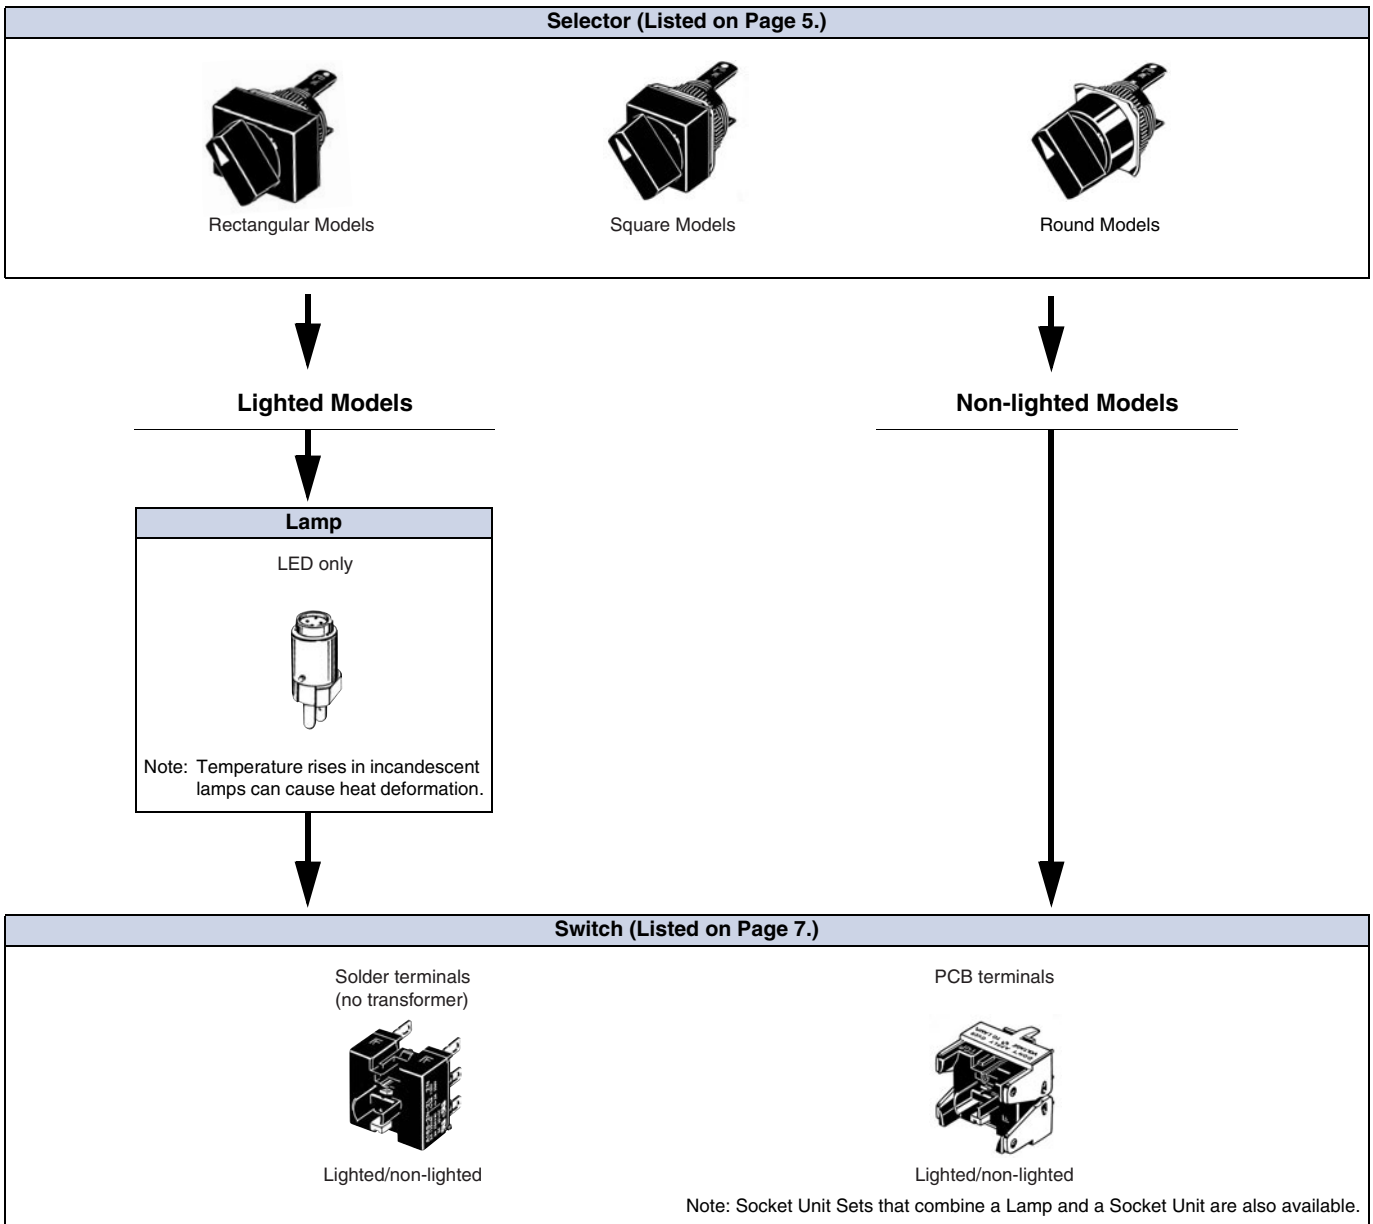 Selector (Listed on Page 5.)
Rectangular Models
Square Models
Round Models
Lighted Models
Non-lighted Models
Lamp
LED only
Note: Temperature rises in incandescent
lamps can cause heat deformation.
Switch (Listed on Page 7.)
Solder terminals
(no transformer)
PCB terminals
Lighted/non-lighted
Lighted/non-lighted
Note: Socket Unit Sets that combine a Lamp and a Socket Unit are also available.